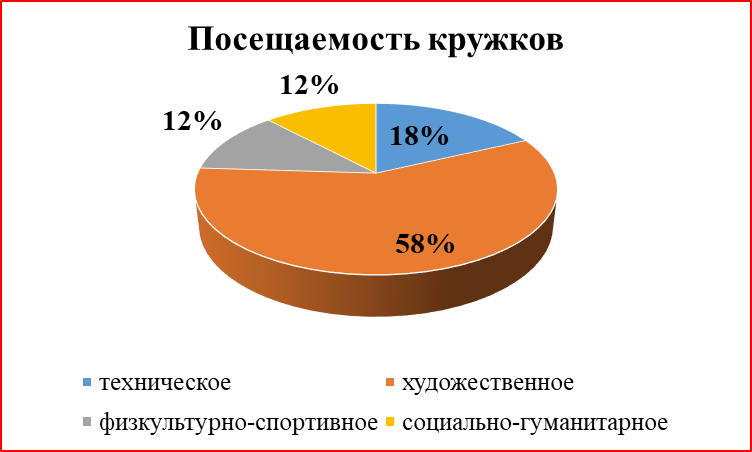 Посещаемость кружков
12%
12%
18%
58%
техническое
художественное
физкультурно-спортивное
социально-гуманитарное